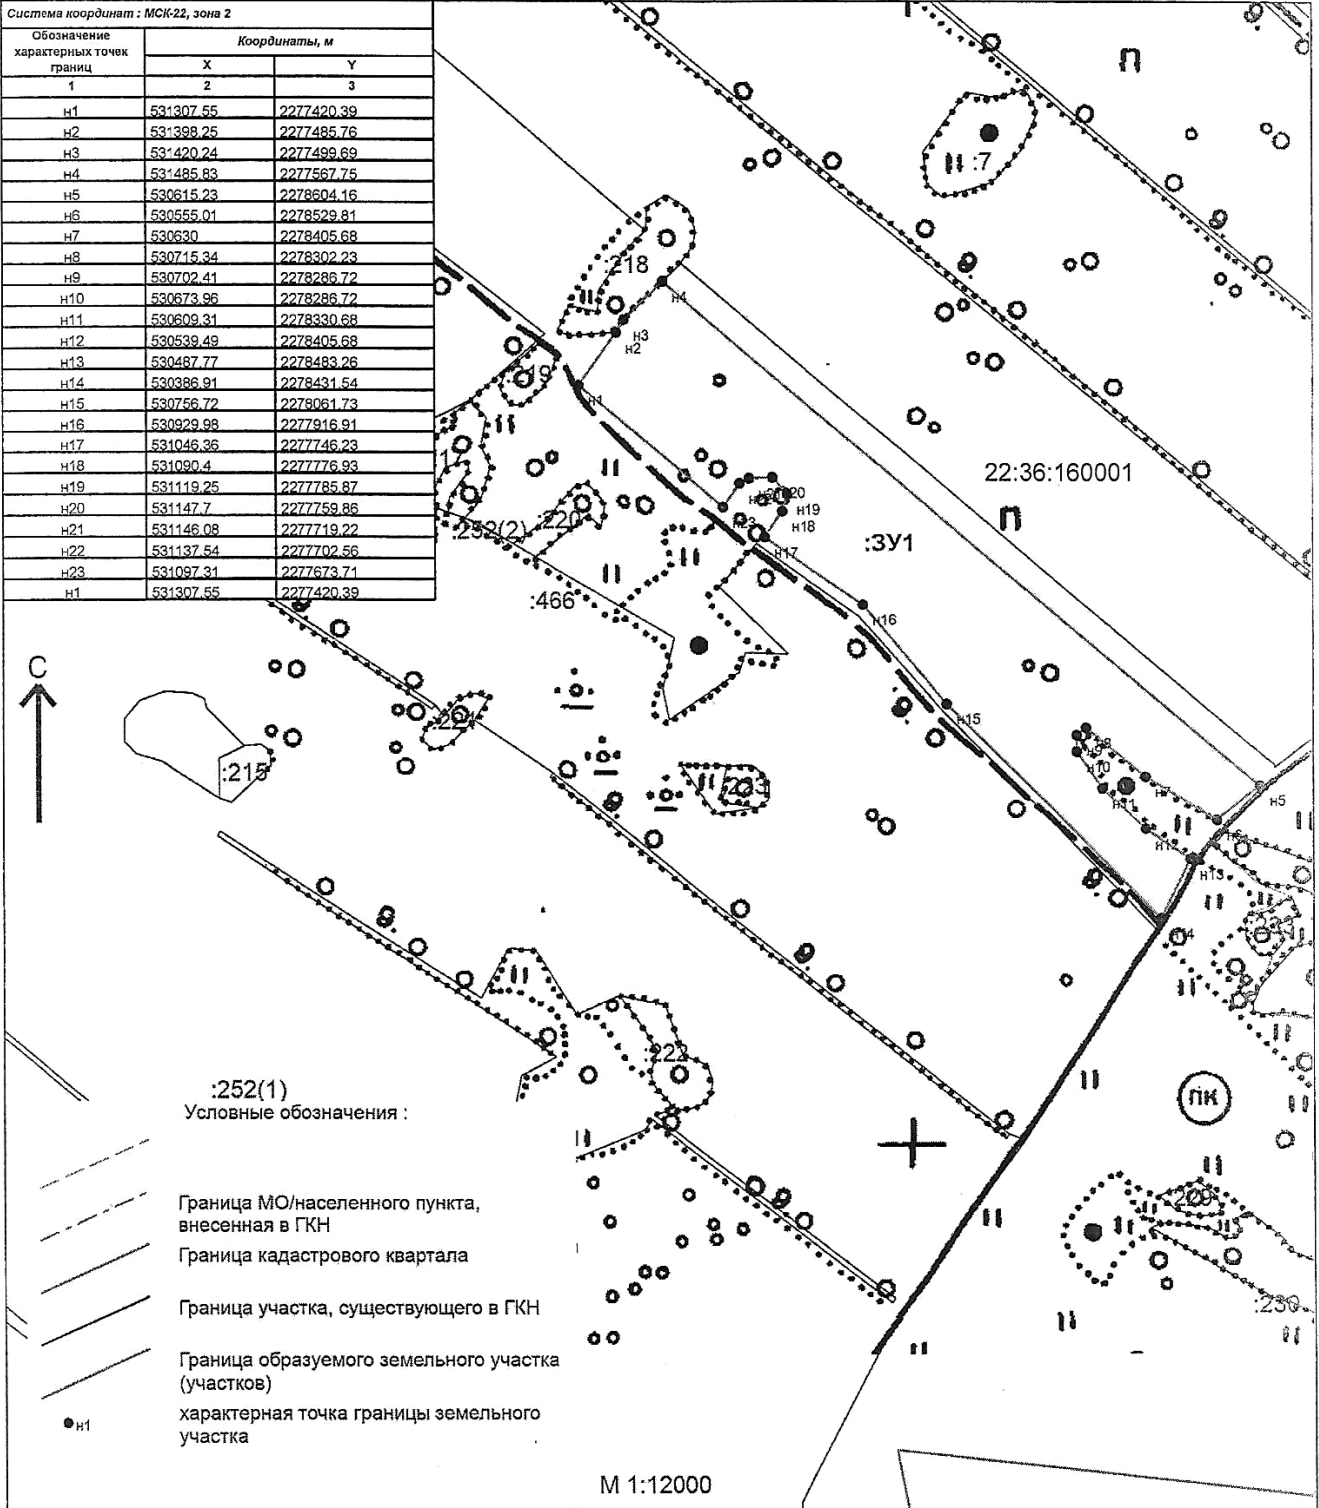 Система координат : МСК-22, зона 2
Обозначение характерных точек границ Координаты, м
X Y
1 2 3
н1 531307.55 2277420.39
н2 531398.25 2277485.76
н3 531420.24 2277499.69
н4 531485.83 2277567.75
н5 530615.23 2278604.16
н6 530555.01 2278529.81
н7 530630 2278405.68
н8 530715.34 2278302.23
н9 530702.41 2278286.72
н10 530673.96 2278286.72
н11 530609.31 2278330.68
н12 530539.49 2278405.68
н13 530487.77 2278483.26
н14 530386.91 2278431.54
н15 530756.72 2278061.73
н16 530929.98 2277916.91
н17 531046.36 2277746.23
н18 531090.4 2277776.93
н19 531119.25 2277785.87
н20 531147.7 2277759.86
н21 531146.08 2277719.22
н22 531137.54 2277702.56
н23 531097.31 2277673.71
н1 531307.55 2277420.39
П
:7
:218
н4
н3
н2
н1
22:36:160001
П
:ЗУ1
:220
:252(2)
н19
н18
н17
:466
н16
С
н15
:215
н10
н5
н11
н13
:222
ПК
:252(1)
Условные обозначения :
Граница МО/населенного пункта,
внесенная в ГКН
Граница кадастрового квартала
Граница участка, существующего в ГКН
:230
Граница образуемого земельного участка
(участков)
н1
характерная точка границы земельного
участка
М 1:12000